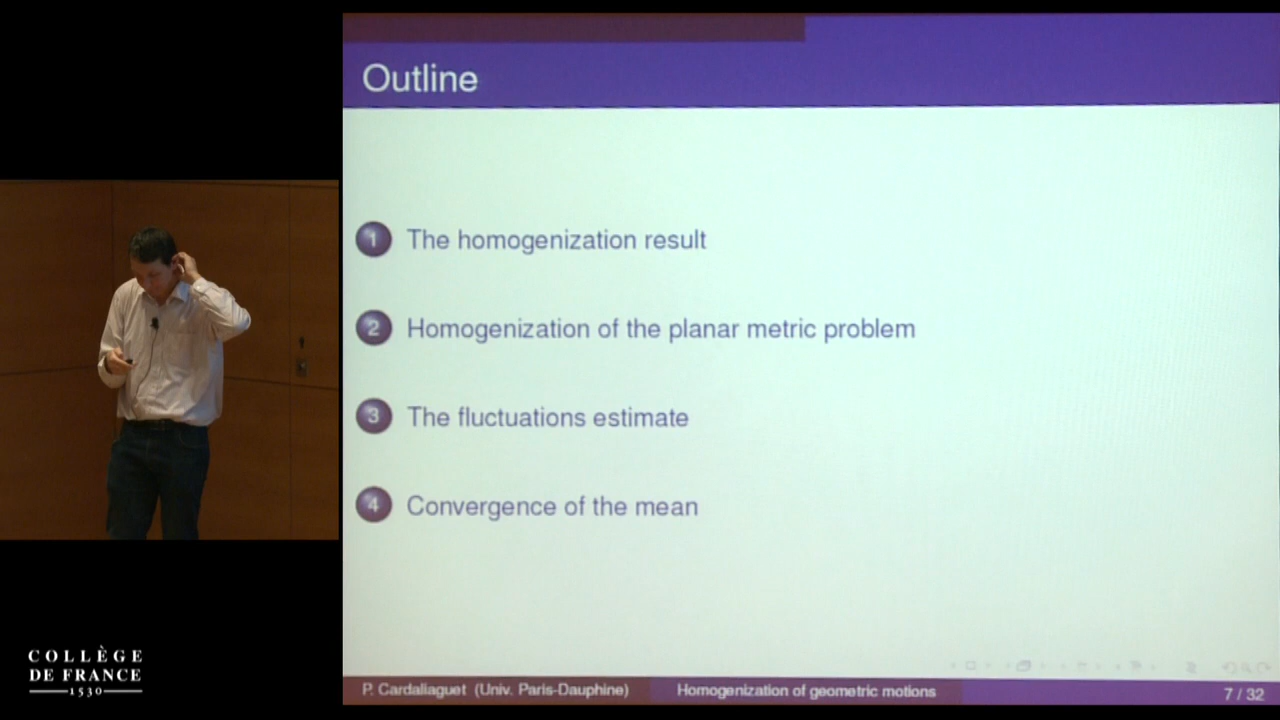 Outline
1 The homogenization result
2 Homogenization of the planar metric problem
3 The fluctuations estimate
4 Convergence of the mean
P. Cardaliaguet (Univ. Paris-Dauphine) Homogenization of geometric motions 7 / 32
COLLÈGE
DE FRANCE
1530